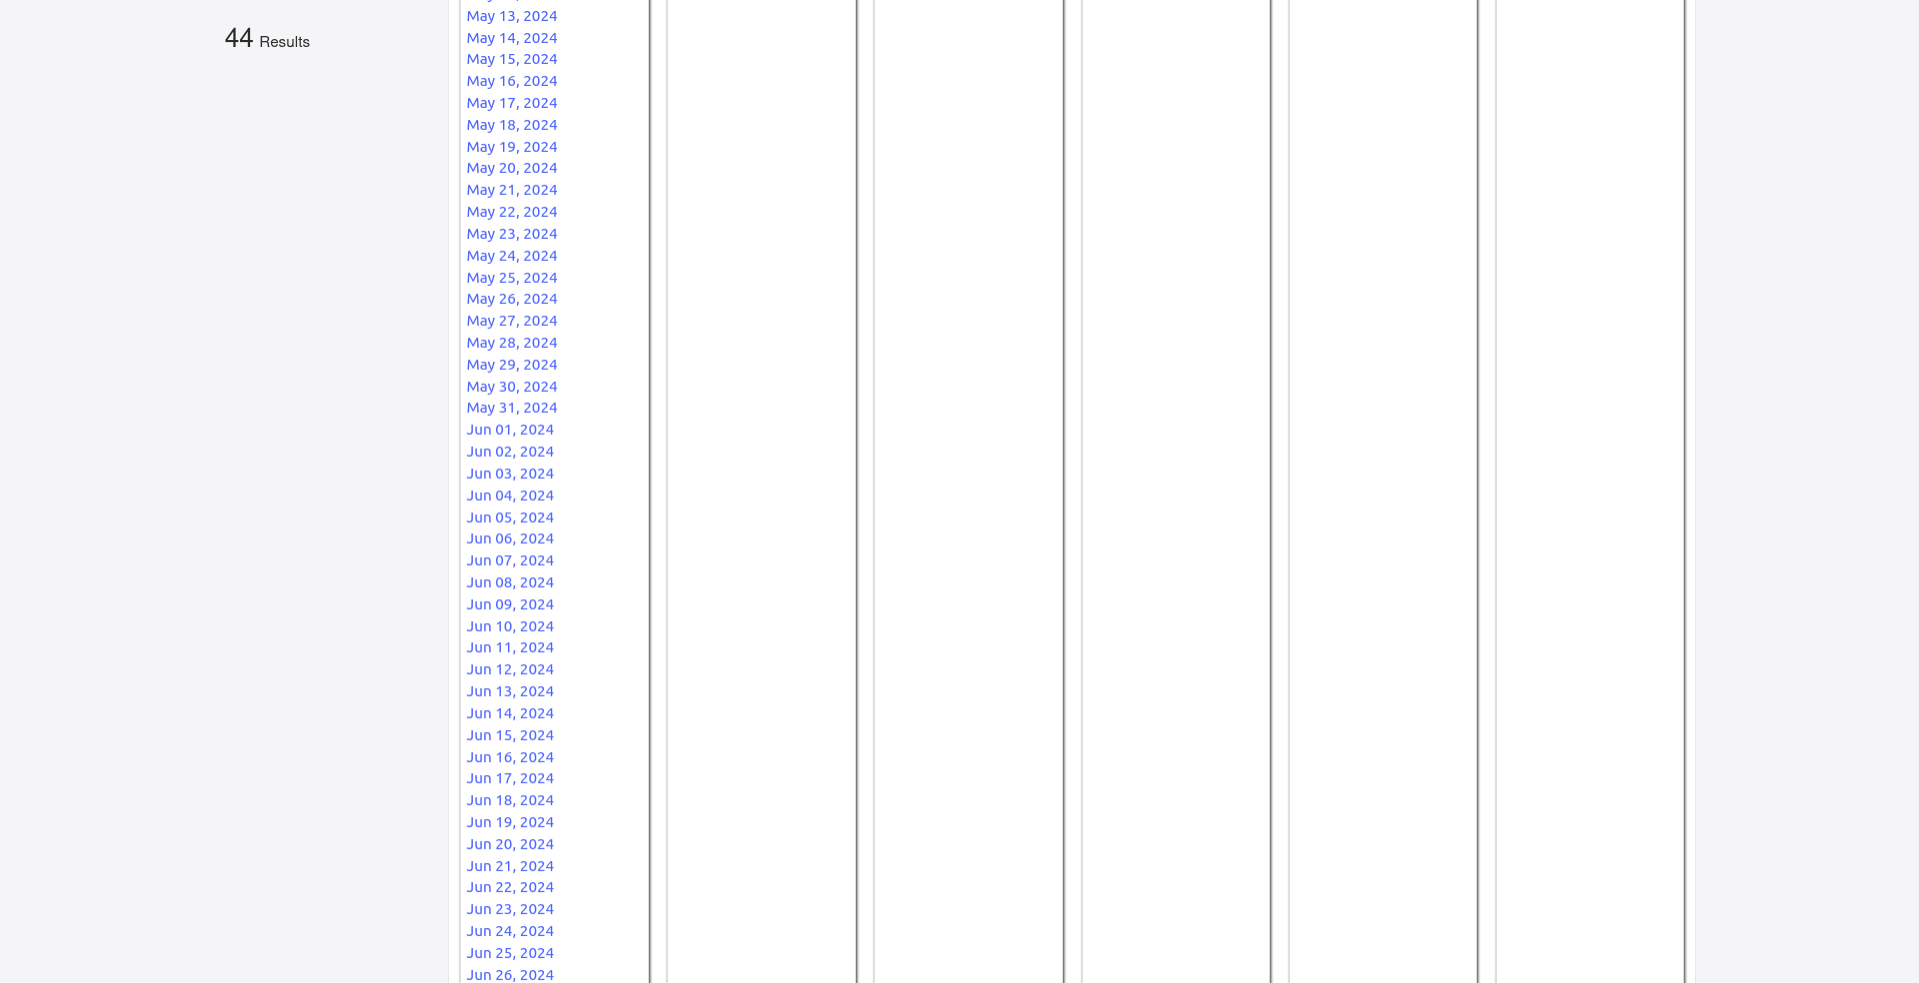 44 Results
May 13, 2024
May 14, 2024
May 15, 2024
May 16, 2024
May 17, 2024
May 18, 2024
May 19, 2024
May 20, 2024
May 21, 2024
May 22, 2024
May 23, 2024
May 24, 2024
May 25, 2024
May 26, 2024
May 27, 2024
May 28, 2024
May 29, 2024
May 30, 2024
May 31, 2024
Jun 01, 2024
Jun 02, 2024
Jun 03, 2024
Jun 04, 2024
Jun 05, 2024
Jun 06, 2024
Jun 07, 2024
Jun 08, 2024
Jun 09, 2024
Jun 10, 2024
Jun 11, 2024
Jun 12, 2024
Jun 13, 2024
Jun 14, 2024
Jun 15, 2024
Jun 16, 2024
Jun 17, 2024
Jun 18, 2024
Jun 19, 2024
Jun 20, 2024
Jun 21, 2024
Jun 22, 2024
Jun 23, 2024
Jun 24, 2024
Jun 25, 2024
Jun 26, 2024